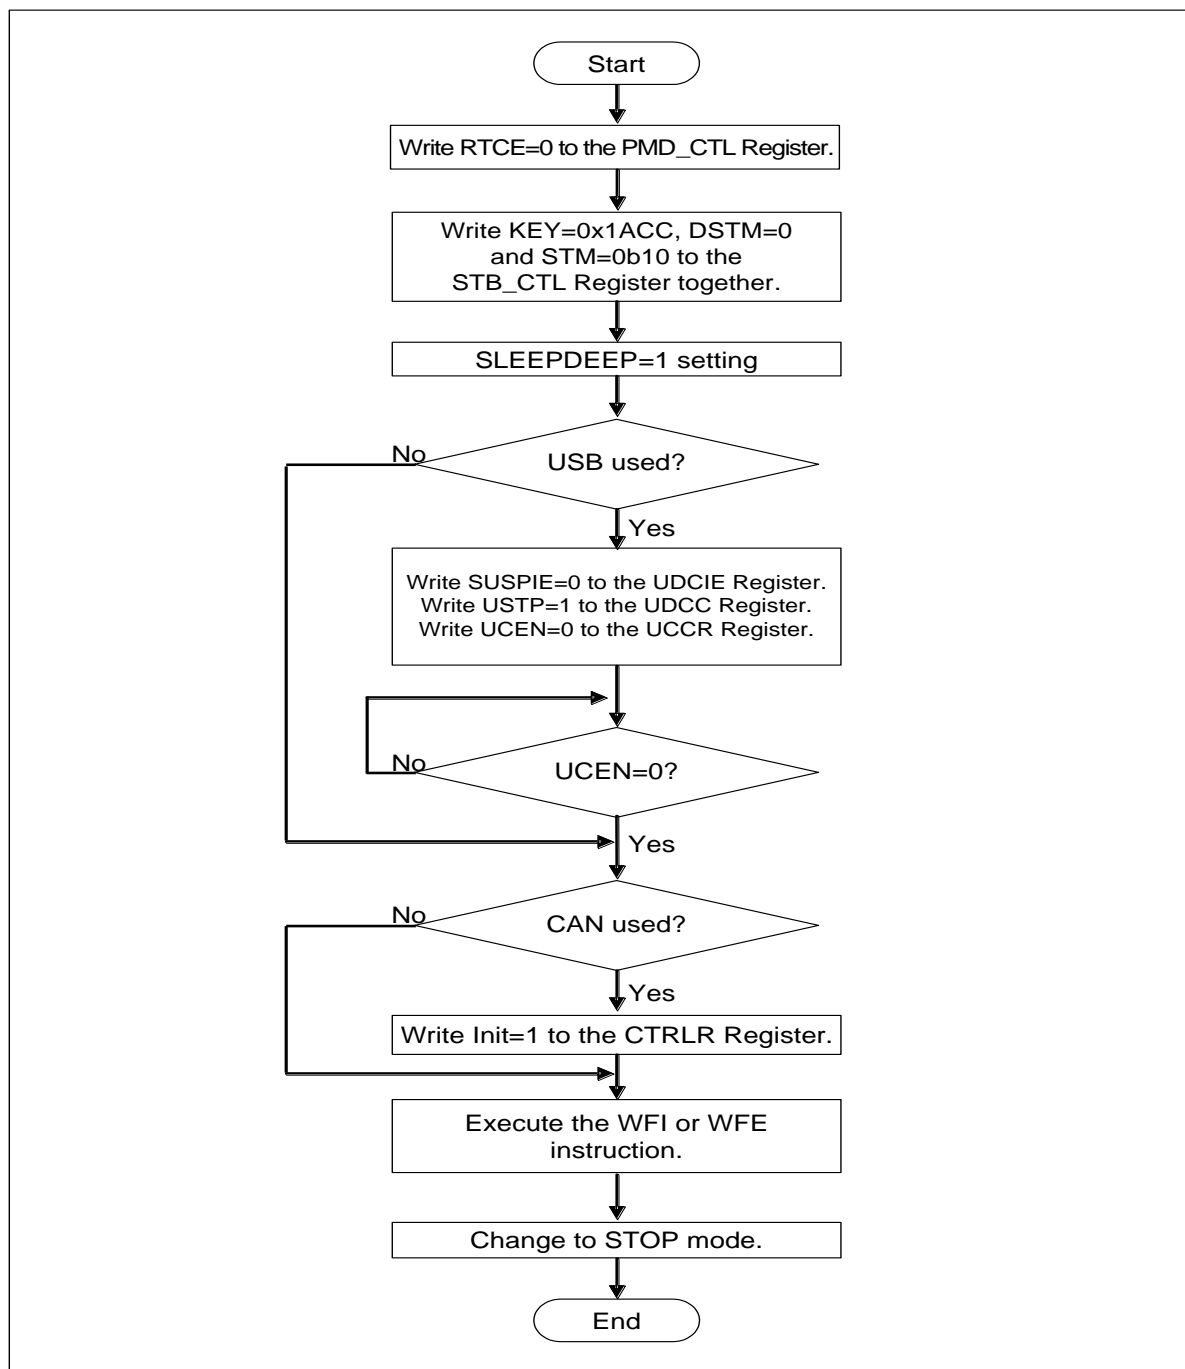 Start
Write RTCE=0 to the PMD_CTL Register.
Write KEY=0x1ACC, DSTM=0
and STM=0b10 to the
STB_CTL Register together.
SLEEPDEEP=1 setting
No
USB used?
Yes
Write SUSPIE=0 to the UDCIE Register.
Write USTP=1 to the UDCC Register.
Write UCEN=0 to the UCCR Register.
No
UCEN=0?
Yes
No
CAN used?
Yes
Write Init=1 to the CTRLR Register.
Execute the WFI or WFE
instruction.
Change to STOP mode.
End